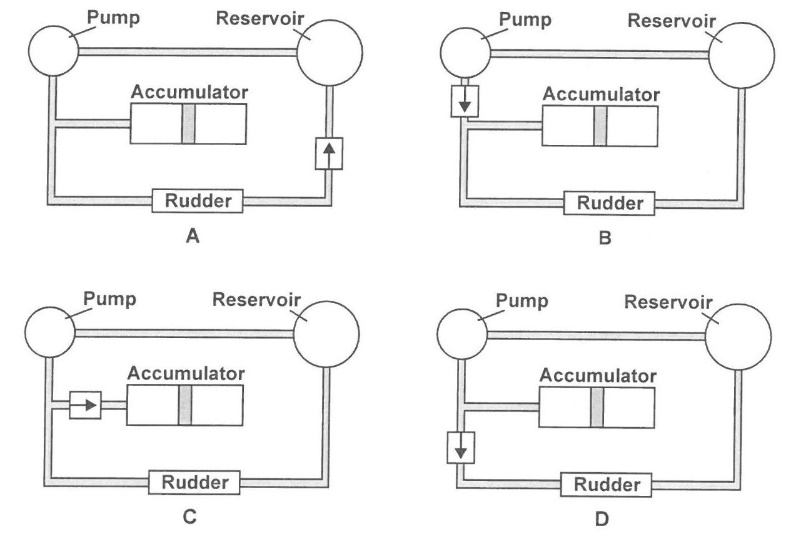 Pump Reservoir
Accumulator
Rudder
A
Pump Reservoir
Accumulator
Rudder
B
Pump Reservoir
Accumulator
Rudder
C
Pump Reservoir
Accumulator
Rudder
D